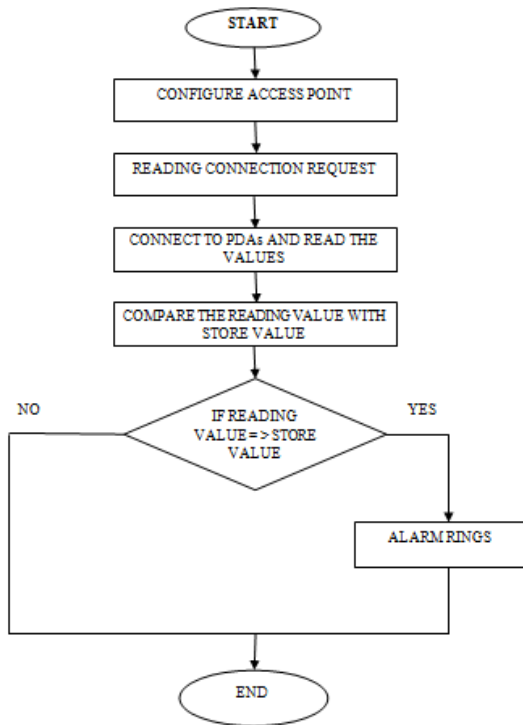 START
CONFIGURE ACCESS POINT
READING CONNECTION REQUEST
CONNECT TO PDAs AND READ THE
VALUES
COMPARE THE READING VALUE WITH
STORE VALUE
NO
YES
IF READING
VALUE = > STORE
VALUE
ALARM RINGS
END